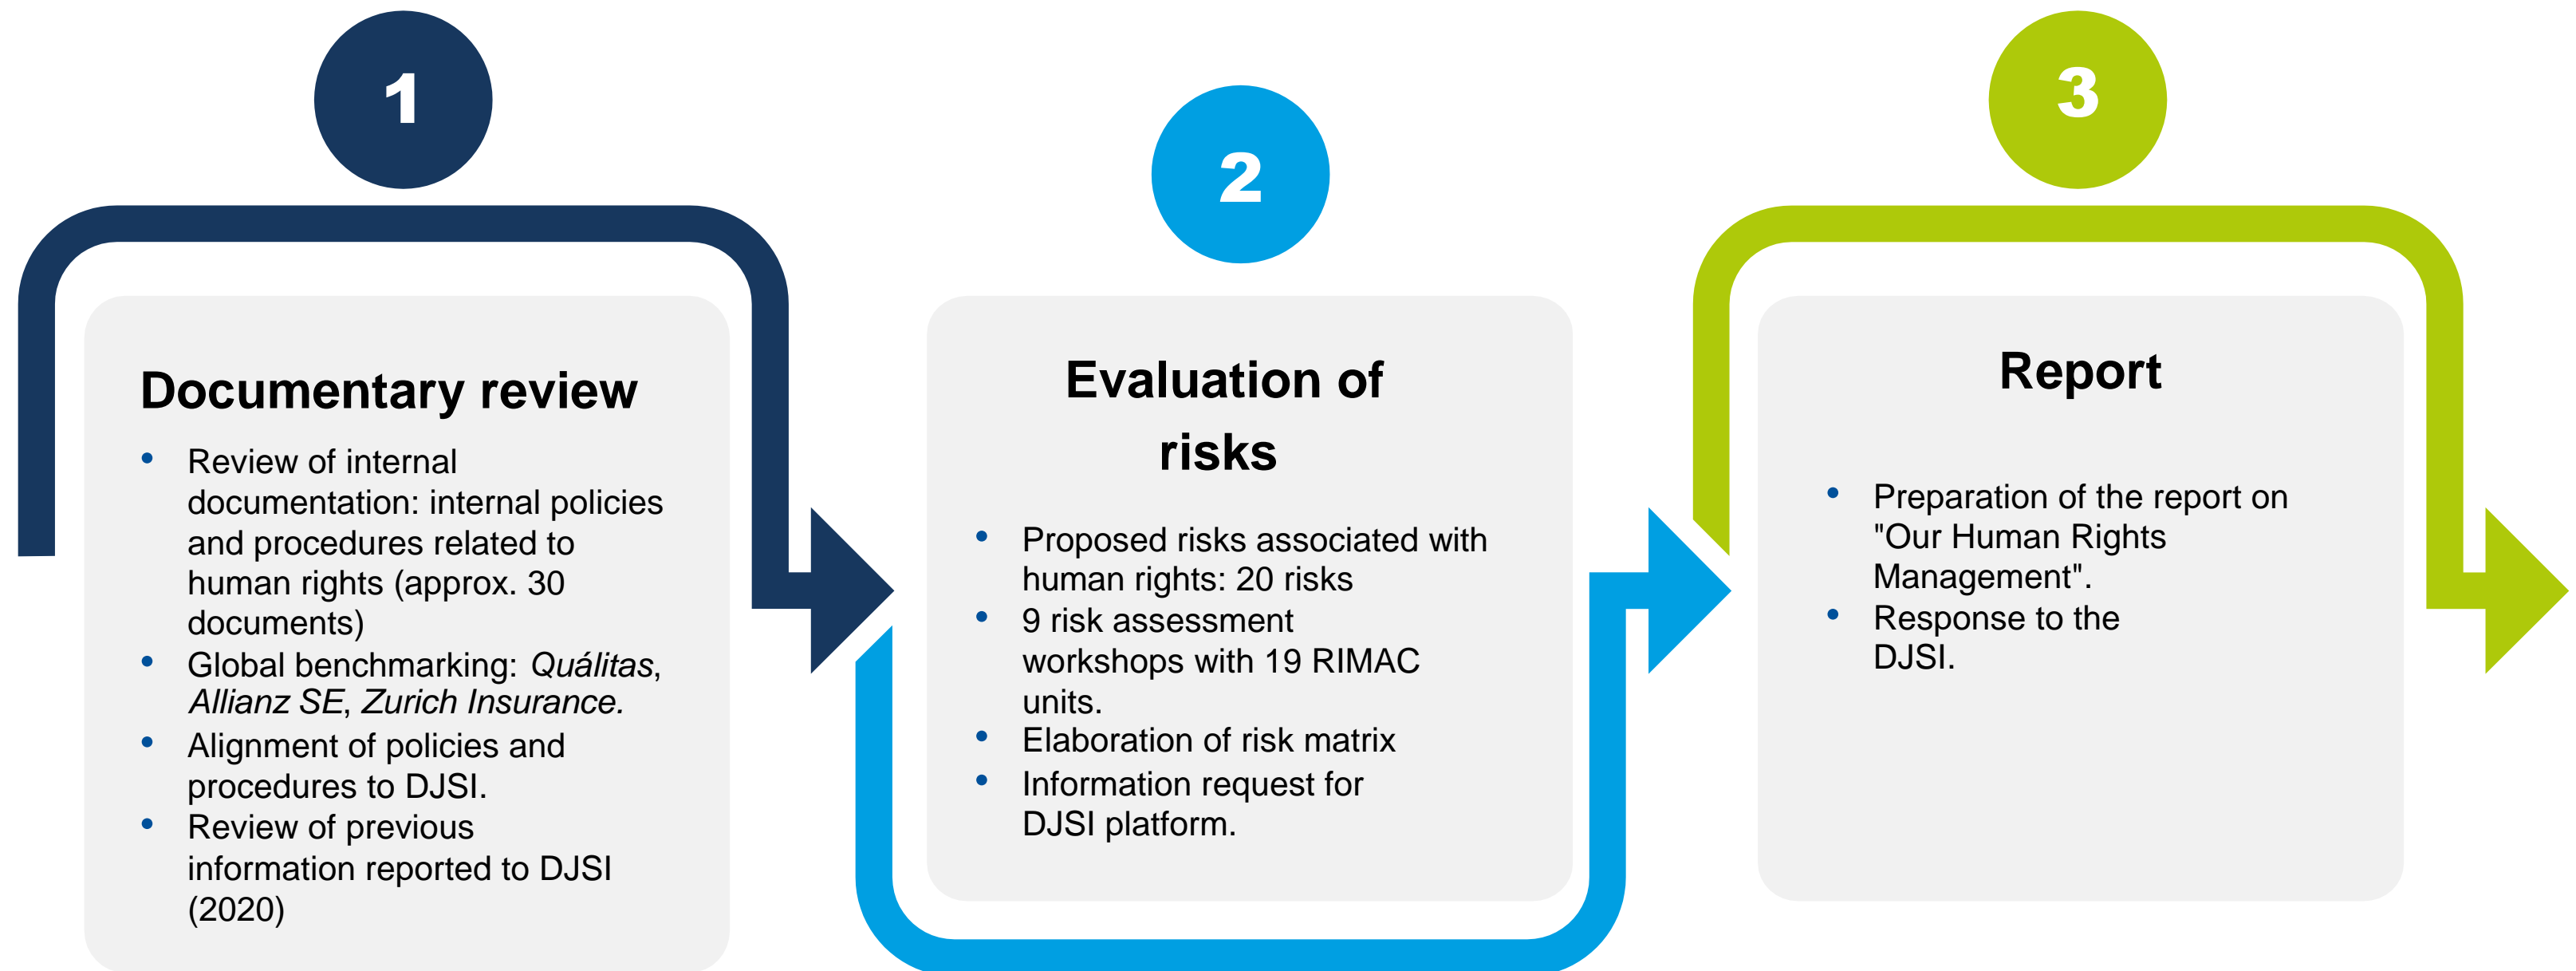 1
Documentary review
• Review of internal
documentation: internal policies
and procedures related to
human rights (approx. 30
documents)
• Global benchmarking: Quálitas,
Allianz SE, Zurich Insurance.
• Alignment of policies and
procedures to DJSI.
• Review of previous
information reported to DJSI
(2020)
2
Evaluation of
risks
• Proposed risks associated with
human rights: 20 risks
• 9 risk assessment
workshops with 19 RIMAC
units.
• Elaboration of risk matrix
• Information request for
DJSI platform.
3
Report
• Preparation of the report on
"Our Human Rights
Management".
• Response to the
DJSI.